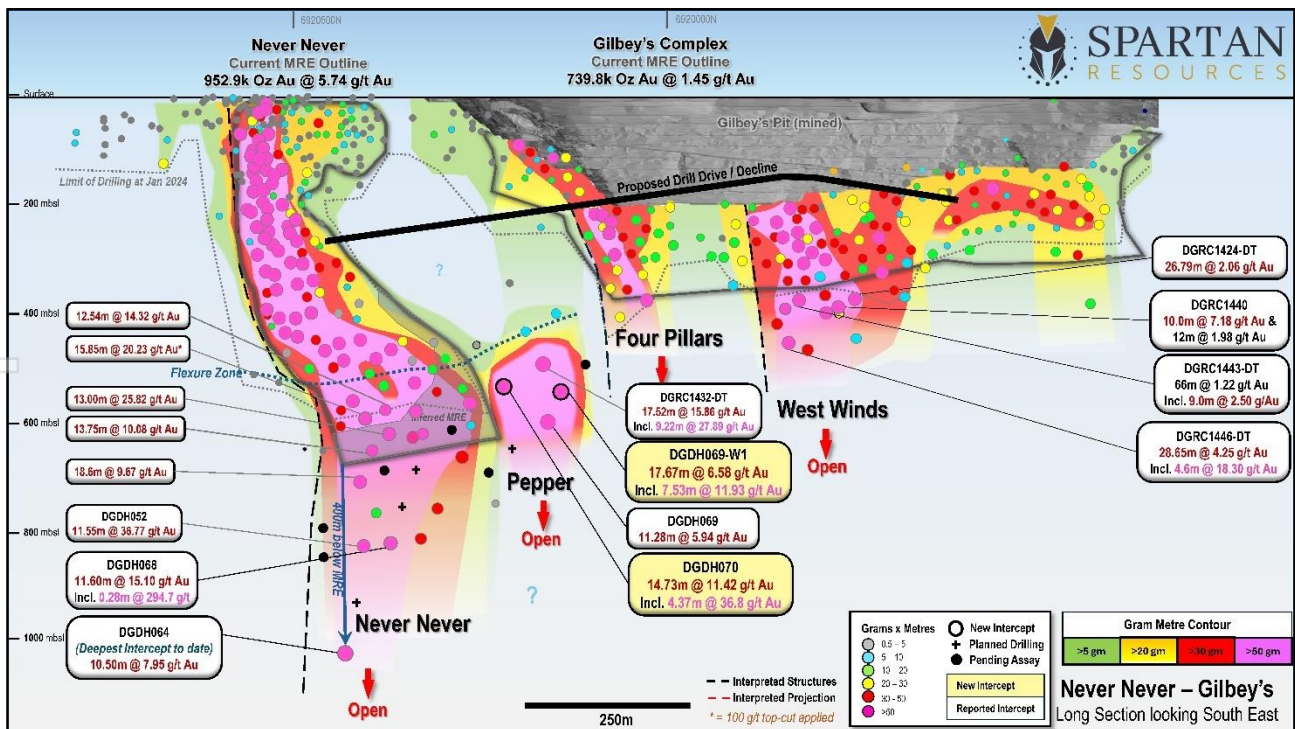 6920500N
6920000N
Never Never
Current MRE Outline
952.9k Oz Au @ 5.74 g/t Au
Gilbey's Complex
Current MRE Outline
739.8k Oz Au @ 1.45 g/t Au
SPARTAN
RESOURCES
Surface
Gilbey's Pit (mined)
Limit of Drilling at Jan 2024
Proposed Drill Drive / Decline
200 mbsl
?
400 mbsl
600 mbsl
800 mbsl
1000 mbsl
12.54m @ 14.32 g/t Au
15.85m @ 20.23 g/t Au*
Flexure Zone
13.00m @ 25.82 g/t Au
13.75m @ 10.08 g/t Au
18.6m @ 9.67 g/t Au
DGDH052
11.55m @ 36.77 g/t Au
DGDH068
11.60m @ 15.10 g/t Au
Incl. 0.28m @ 294.7 g/t
DGDH064
(Deepest Intercept to date)
10.50m @ 7.95 g/t Au
Inferred MRE
400m below IMRE
Never Never
Open
Pepper
Open
?
Four Pillars
West Winds
Open
DGRC1432-DT
17.52m @ 15.86 g/t Au
Incl. 9.22m @ 27.89 g/t Au
DGDH069-W1
17.67m @ 6.58 g/t Au
Incl. 7.53m @ 11.93 g/t Au
DGDH069
11.28m @ 5.94 g/t Au
DGDH070
14.73m @ 11.42 g/t Au
Incl. 4.37m @ 36.8 g/t Au
DGRC1424-DT
26.79m @ 2.06 g/t Au
DGRC1440
10.0m @ 7.18 g/t Au &
12m @ 1.98 g/t Au
DGRC1443-DT
66m @ 1.22 g/t Au
Incl. 9.0m @ 2.50 g/Au
DGRC1446-DT
28.65m @ 4.25 g/t Au
Incl. 4.6m @ 18.30 g/t Au
Interpreted Structures
Interpreted Projection
* = 100 g/t top-cut applied
250m
Grams x Metres
0.5 - 5
5 - 10
10 - 20
20 - 30
30 - 50
>50
New Intercept
Planned Drilling
Pending Assay
New Intercept
Reported Intercept
Gram Metre Contour
>5 gm
>20 gm
>30 gm
>50 gm
Never Never – Gilbey's
Long Section looking South East